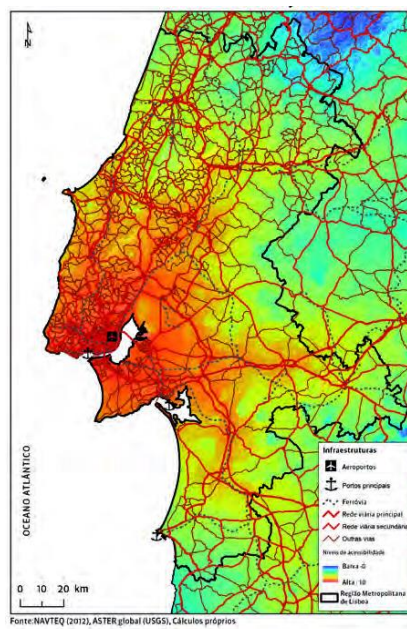 N
OCEANO ATLÂNTICO
Infraestruturas
Aeroportos
Portos principais
Ferróvia
Rede viária principal
Rede viária secundária
Outras vias
Níveis de acessibilidade
Baixa :0
Alta : 10
Região Metropolitana
de Lisboa
0 10 20 km
Fonte: NAVTEQ (2012), ASTER global (USGS), Cálculos próprios